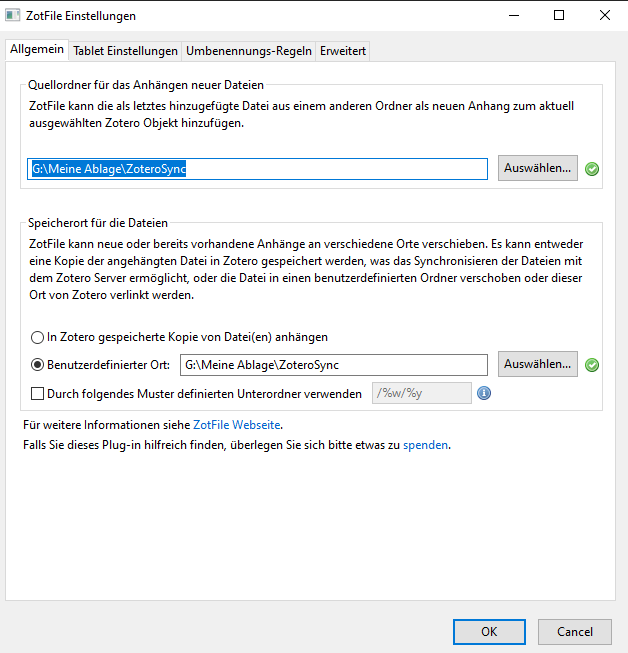 ZotFile Einstellungen
Allgemein Tablet Einstellungen Umbenennungs-Regeln Erweitert
Quellordner für das Anhängen neuer Dateien
ZotFile kann die als letztes hinzugefügte Datei aus einem anderen Ordner als neuen Anhang zum aktuell
ausgewählten Zotero Objekt hinzufügen.
G:\Meine Ablage\ZoteroSync Auswählen...
Speicherort für die Dateien
ZotFile kann neue oder bereits vorhandene Anhänge an verschiedene Orte verschieben. Es kann entweder
eine Kopie der angehängten Datei in Zotero gespeichert werden, was das Synchronisieren der Dateien mit
dem Zotero Server ermöglicht, oder die Datei in einen benutzerdefinierten Ordner verschoben oder dieser
Ort von Zotero verlinkt werden.
In Zotero gespeicherte Kopie von Datei(en) anhängen
Benutzerdefinierter Ort: G:\Meine Ablage\ZoteroSync Auswählen...
Durch folgendes Muster definierten Unterordner verwenden /%w/%y
Für weitere Informationen siehe ZotFile Webseite.
Falls Sie dieses Plug-in hilfreich finden, überlegen Sie sich bitte etwas zu spenden.
OK Cancel